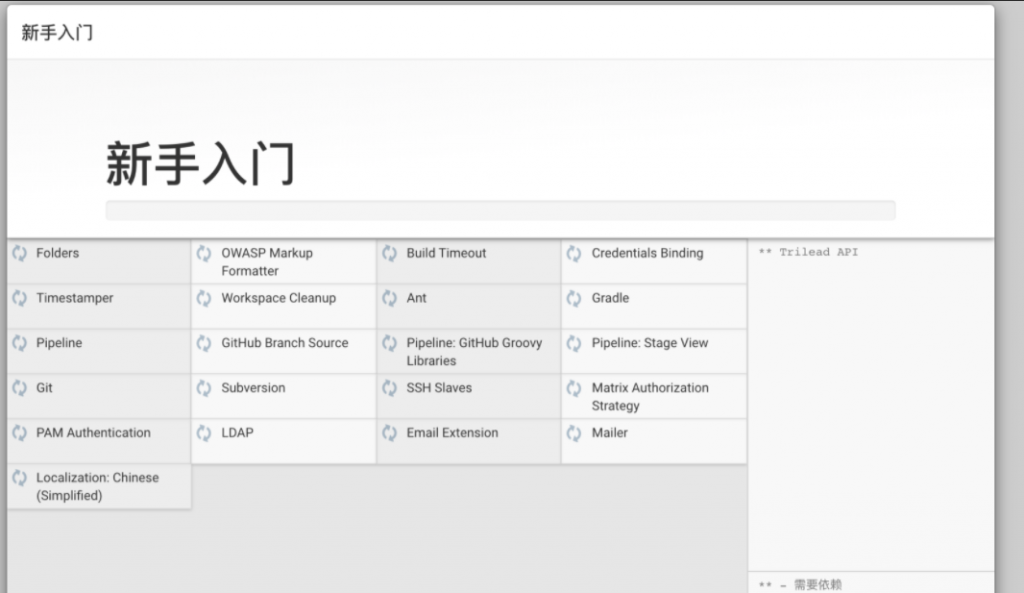 新手入门
新手入门
Folders
OWASP Markup
Formatter
Build Timeout
Credentials Binding
** Trilead API
Timestamper
Workspace Cleanup
Ant
Gradle
Pipeline
GitHub Branch Source
Pipeline: GitHub Groovy
Libraries
Pipeline: Stage View
Git
Subversion
SSH Slaves
Matrix Authorization
Strategy
PAM Authentication
LDAP
Email Extension
Mailer
Localization: Chinese
(Simplified)
** - 需要依赖